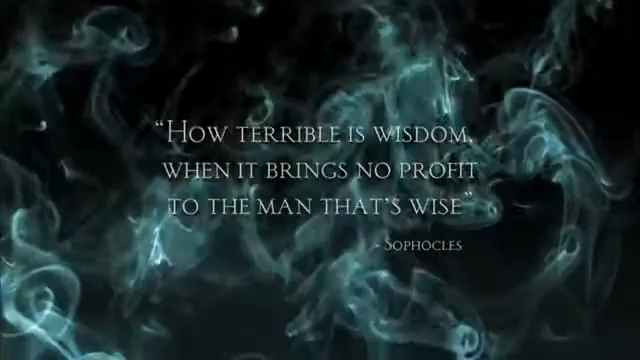 “How terrible is wisdom,
when it brings no profit
to the man that's wise”
- Sophocles